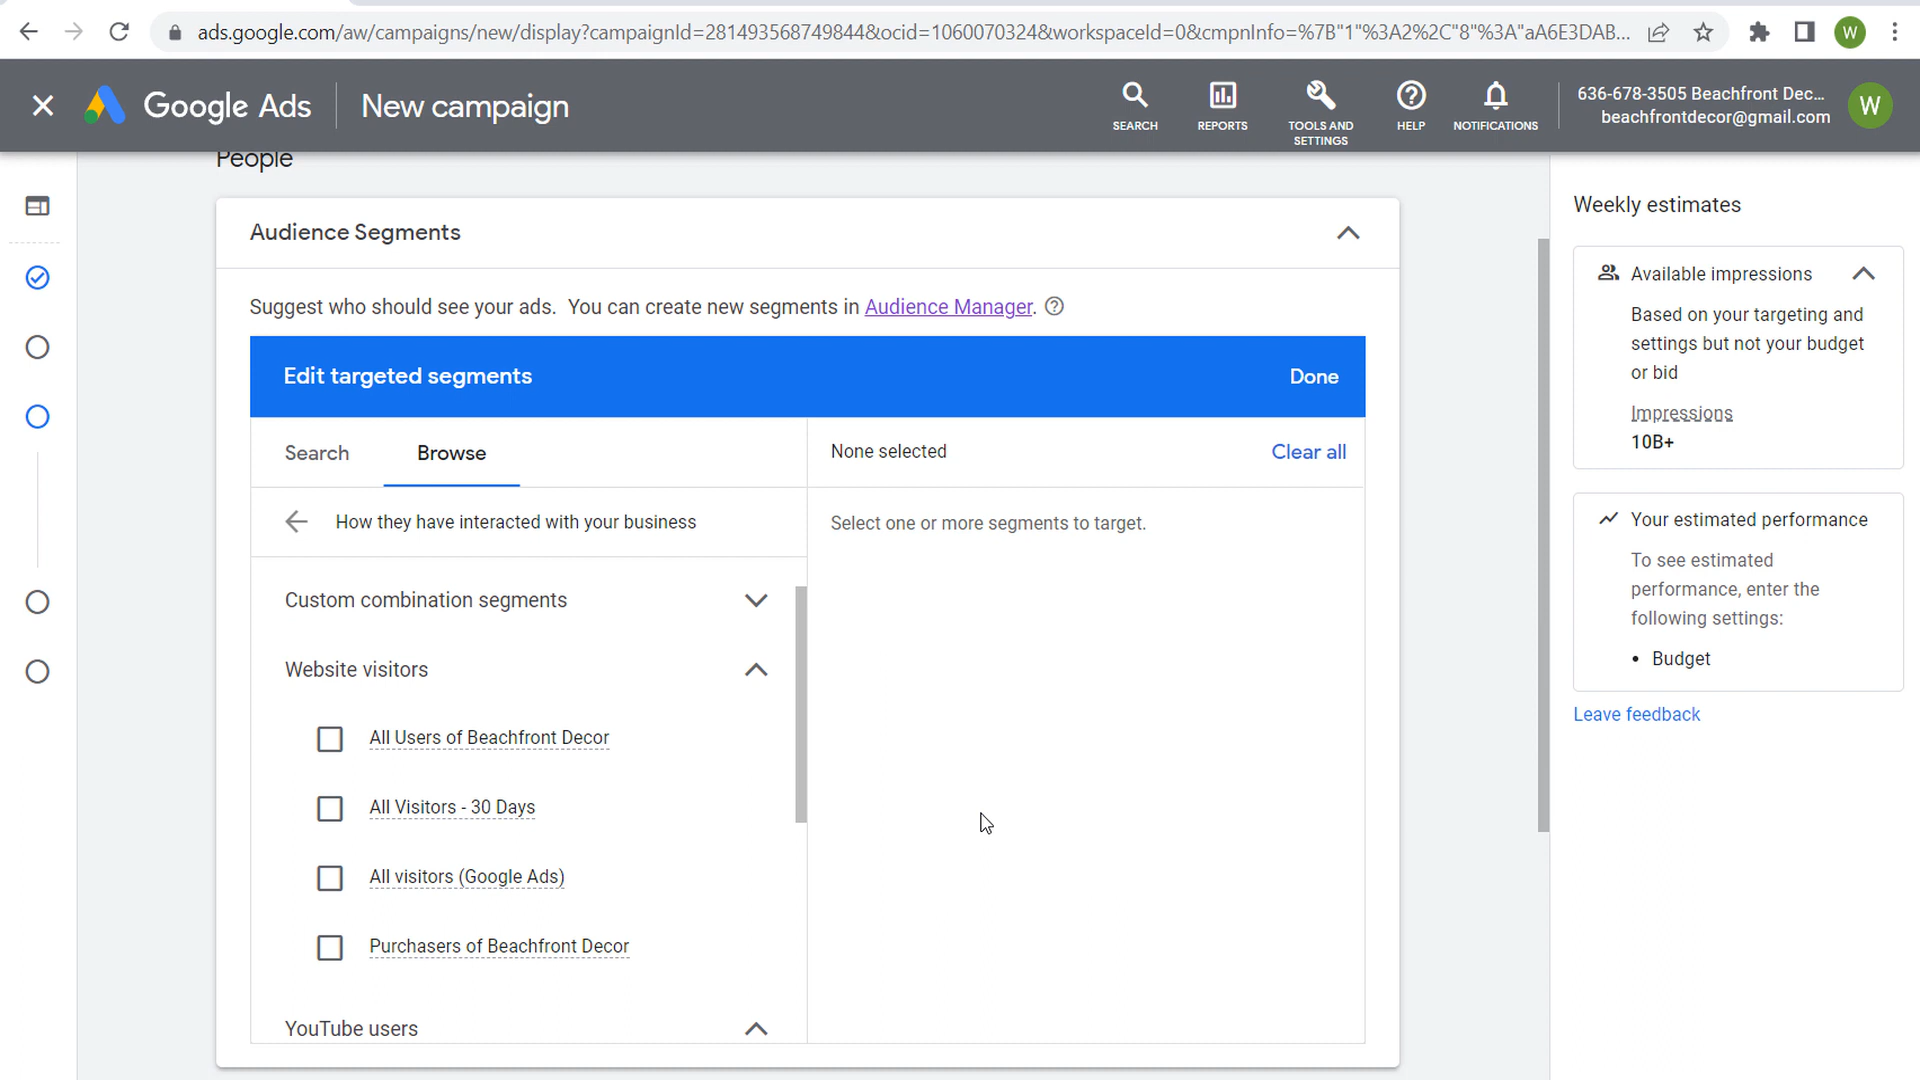 ads.google.com/aw/campaigns/new/display?campaignId=281493568749844&ocid=1060070324&workspaceId=0&cmpnInfo=%7B"1"%3A2%2C"8"%3A"aA6E3DAB...
W
Google Ads
New campaign
SEARCH
REPORTS
TOOLS AND
SETTINGS
HELP
NOTIFICATIONS
636-678-3505 Beachfront Dec...
beachfrontdecor@gmail.com
W
People
Audience Segments
Suggest who should see your ads. You can create new segments in Audience Manager.
Edit targeted segments
Done
Search
Browse
None selected
Clear all
How they have interacted with your business
Select one or more segments to target.
Custom combination segments
Website visitors
All Users of Beachfront Decor
All Visitors - 30 Days
All visitors (Google Ads)
Purchasers of Beachfront Decor
YouTube users
Weekly estimates
Available impressions
Based on your targeting and
settings but not your budget
or bid
Impressions
10B+
Your estimated performance
To see estimated
performance, enter the
following settings:
• Budget
Leave feedback